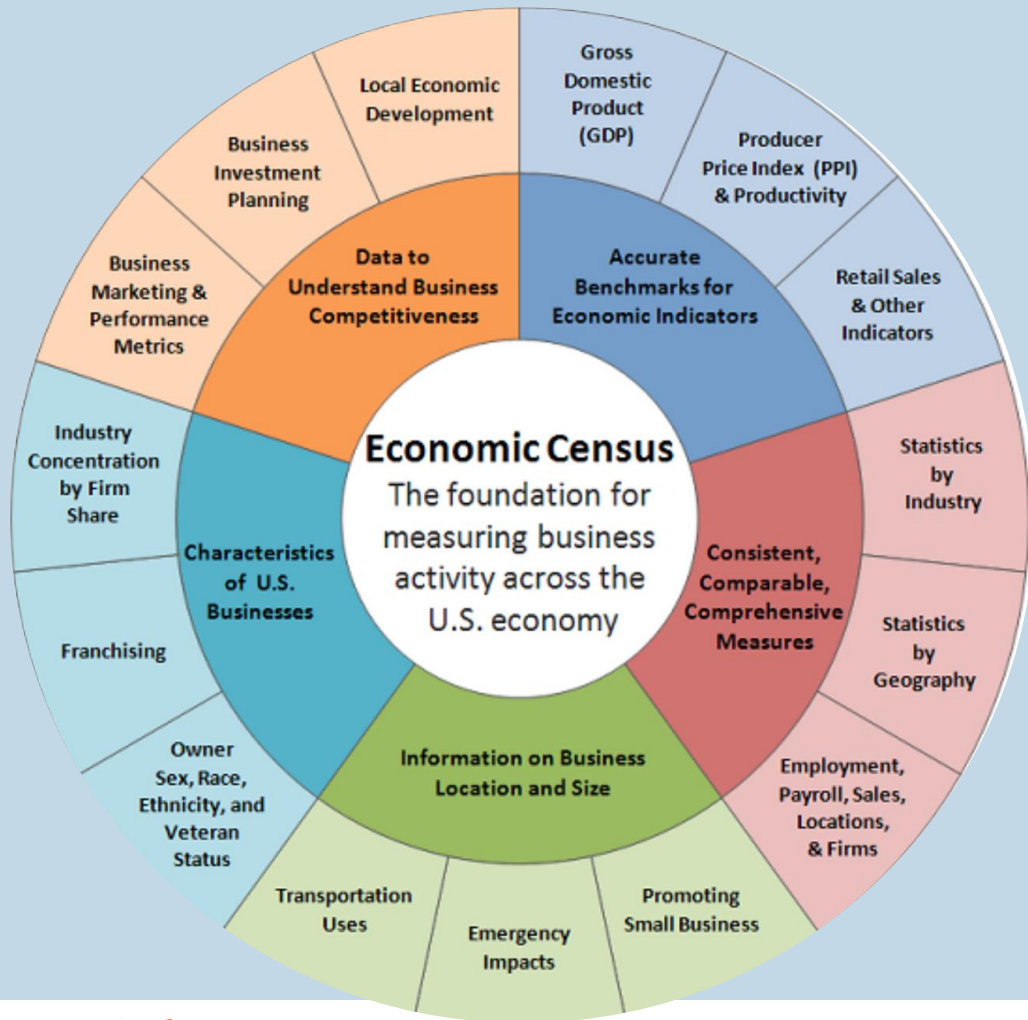 Economic Census
The foundation for
measuring business
activity across the
U.S. economy
Accurate
Benchmarks for
Economic Indicators
Gross
Domestic
Product
(GDP)
Producer
Price Index (PPI)
& Productivity
Retail Sales
& Other
Indicators
Consistent,
Comparable,
Comprehensive
Measures
Statistics
by
Industry
Statistics
by
Geography
Employment,
Payroll, Sales,
Locations,
& Firms
Information on Business
Location and Size
Promoting
Small Business
Emergency
Impacts
Transportation
Uses
Characteristics
of U.S.
Businesses
Owner
Sex, Race,
Ethnicity, and
Veteran
Status
Franchising
Industry
Concentration
by Firm
Share
Data to
Understand Business
Competitiveness
Business
Marketing &
Performance
Metrics
Business
Investment
Planning
Local Economic
Development